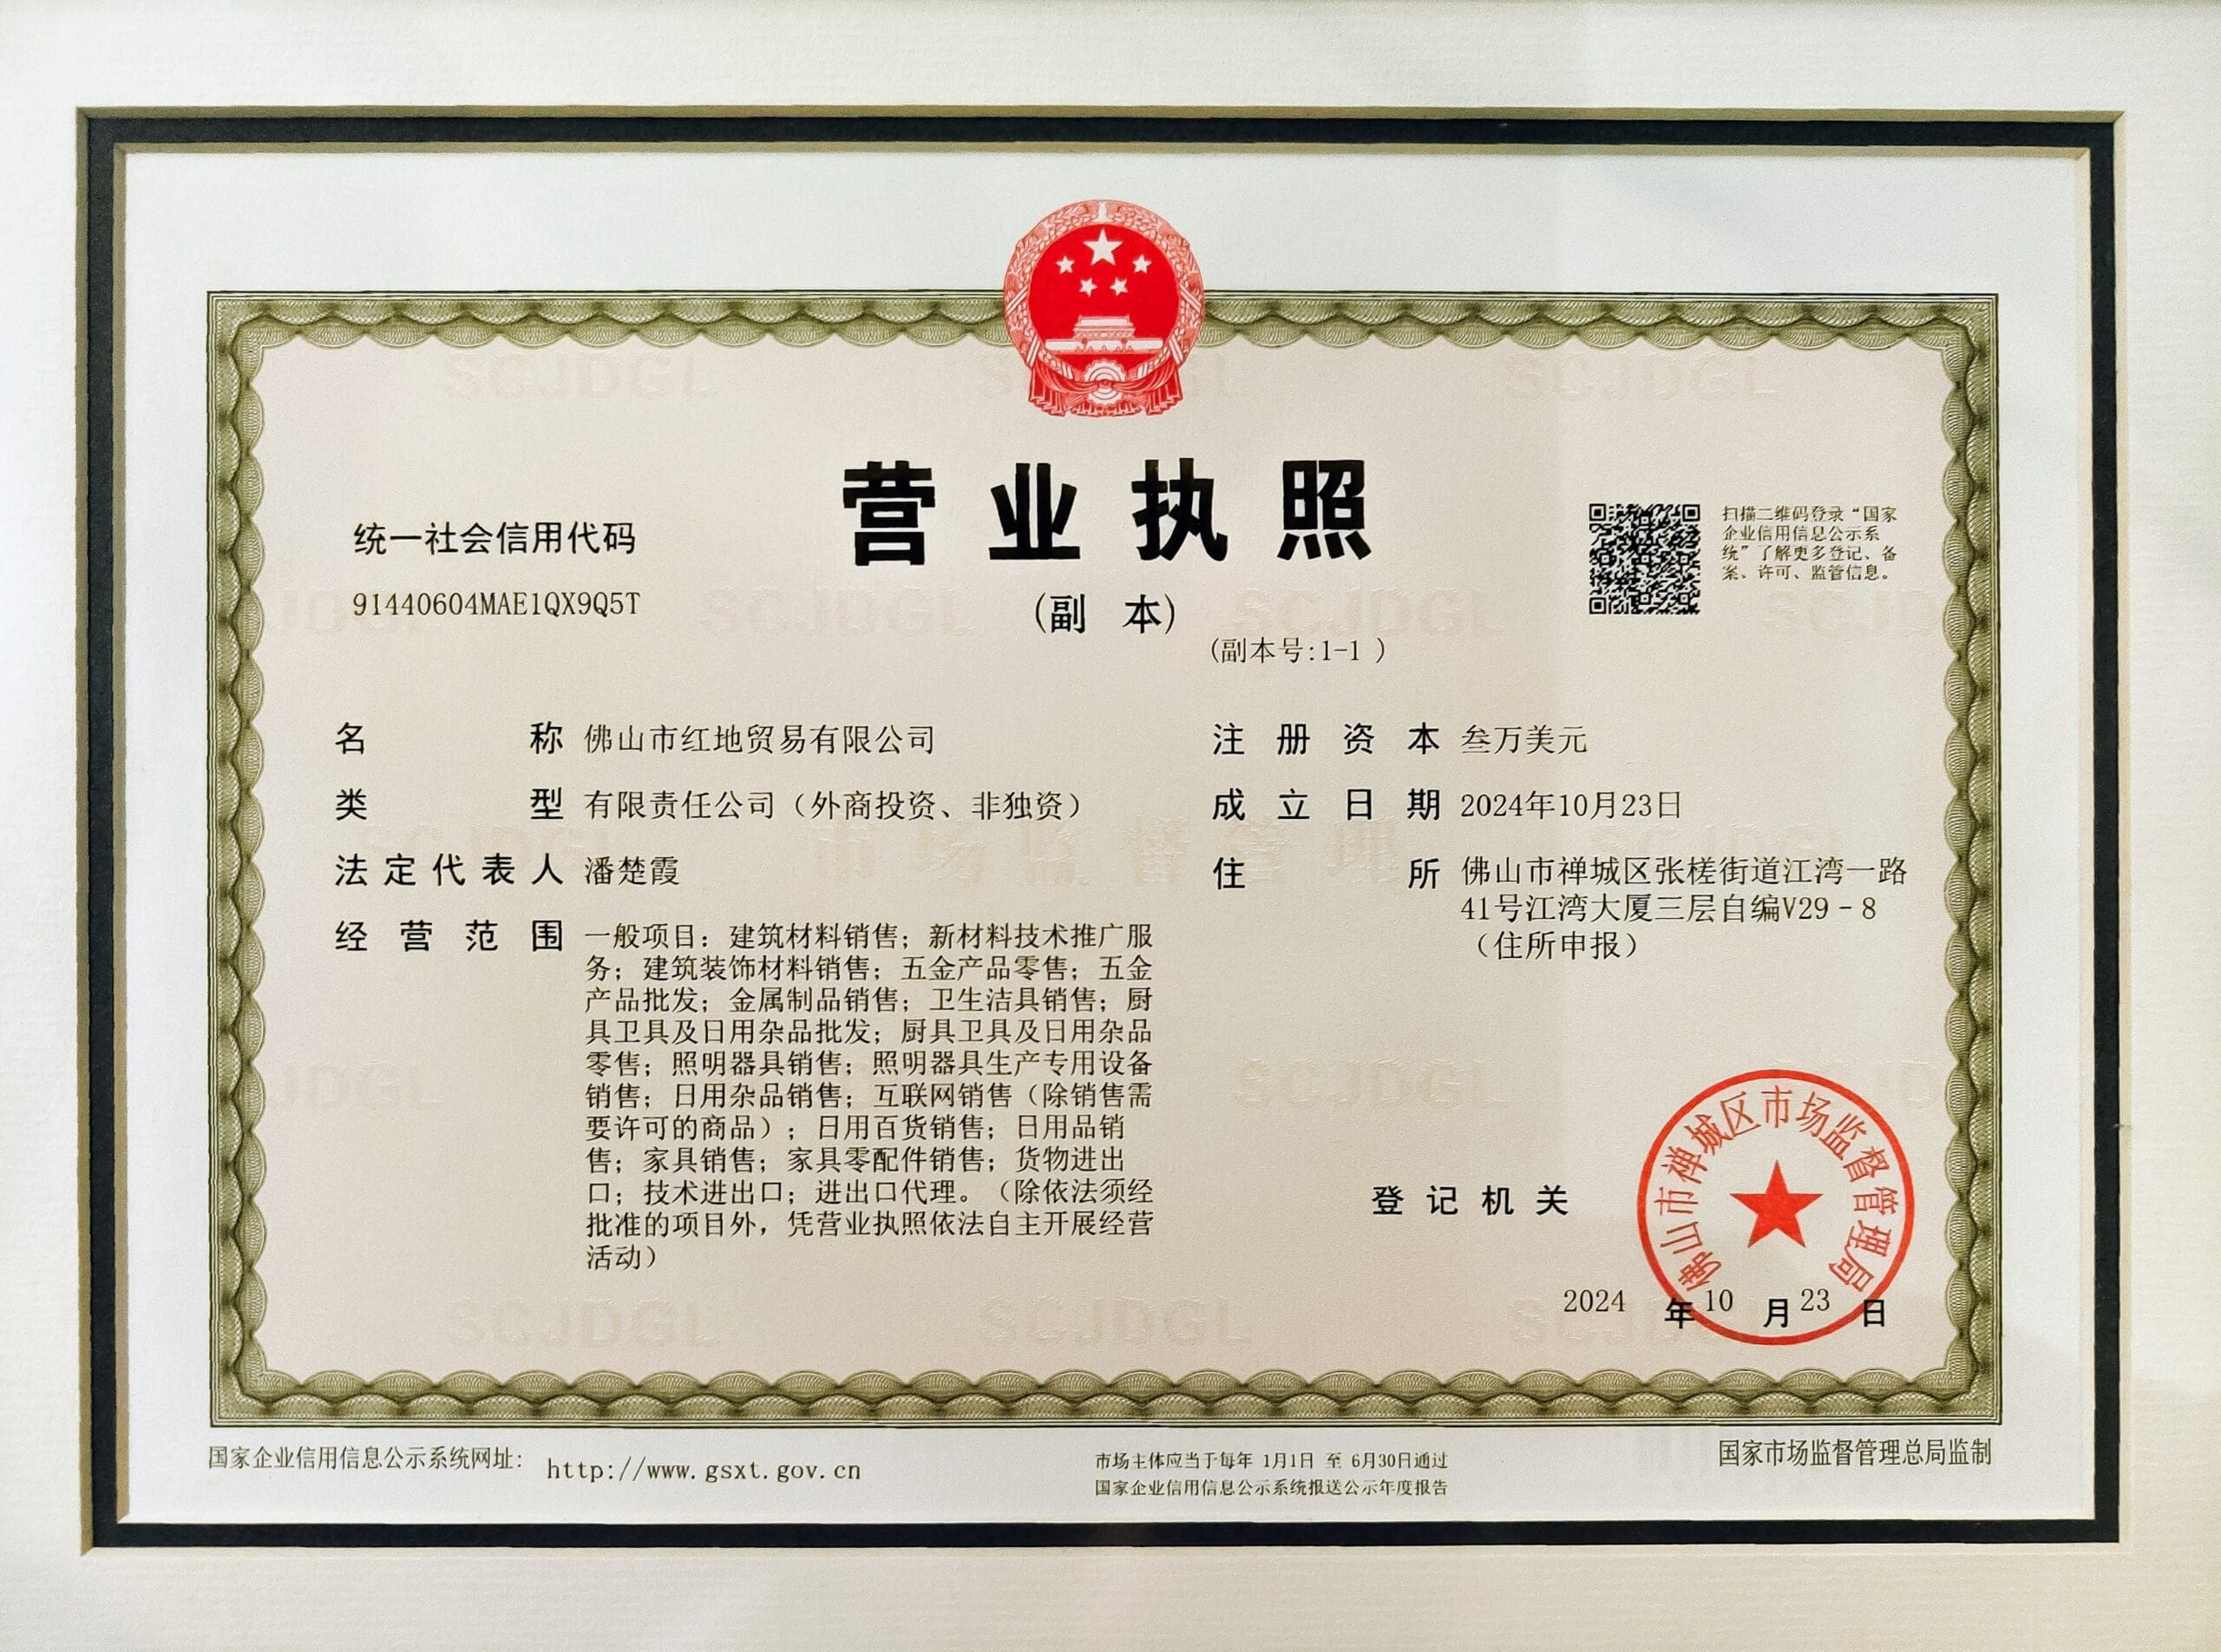 营业执照
(副 本)
(副本号:1-1 )
统一社会信用代码
91440604MAE1QX9Q5T
扫描二维码登录“国家
企业信用信息公示系
统”了解更多登记、备
案、许可、监管信息。
名 称 佛山市红地贸易有限公司
类 型 有限责任公司（外商投资、非独资）
法定代表人 潘楚霞
经营范围 一般项目：建筑材料销售；新材料技术推广服
务；建筑装饰材料销售；五金产品零售；五金
产品批发；金属制品销售；卫生洁具销售；厨
具卫具及日用杂品批发；厨具卫具及日用杂品
零售；照明器具销售；照明器具生产专用设备
销售；日用杂品销售；互联网销售（除销售需
要许可的商品）；日用百货销售；日用品销
售；家具销售；家具零配件销售；货物进出
口；技术进出口；进出口代理。（除依法须经
批准的项目外，凭营业执照依法自主开展经营
活动）
注册资本 叁万美元
成立日期 2024年10月23日
住 所 佛山市禅城区张槎街道江湾一路
41号江湾大厦三层自编V29－8
（住所申报）
登记机关
佛山市禅城区市场监督管理局
2024 年 10 月 23 日
国家企业信用信息公示系统网址： http://www.gsxt.gov.cn
市场主体应当于每年 1月1日 至 6月30日通过
国家企业信用信息公示系统报送公示年度报告
国家市场监督管理总局监制
SCJDGL
SCJDGL
SCJDGL
SCJDGL
SCJDGL
SCJDGL
SCJDGL
SCJDGL